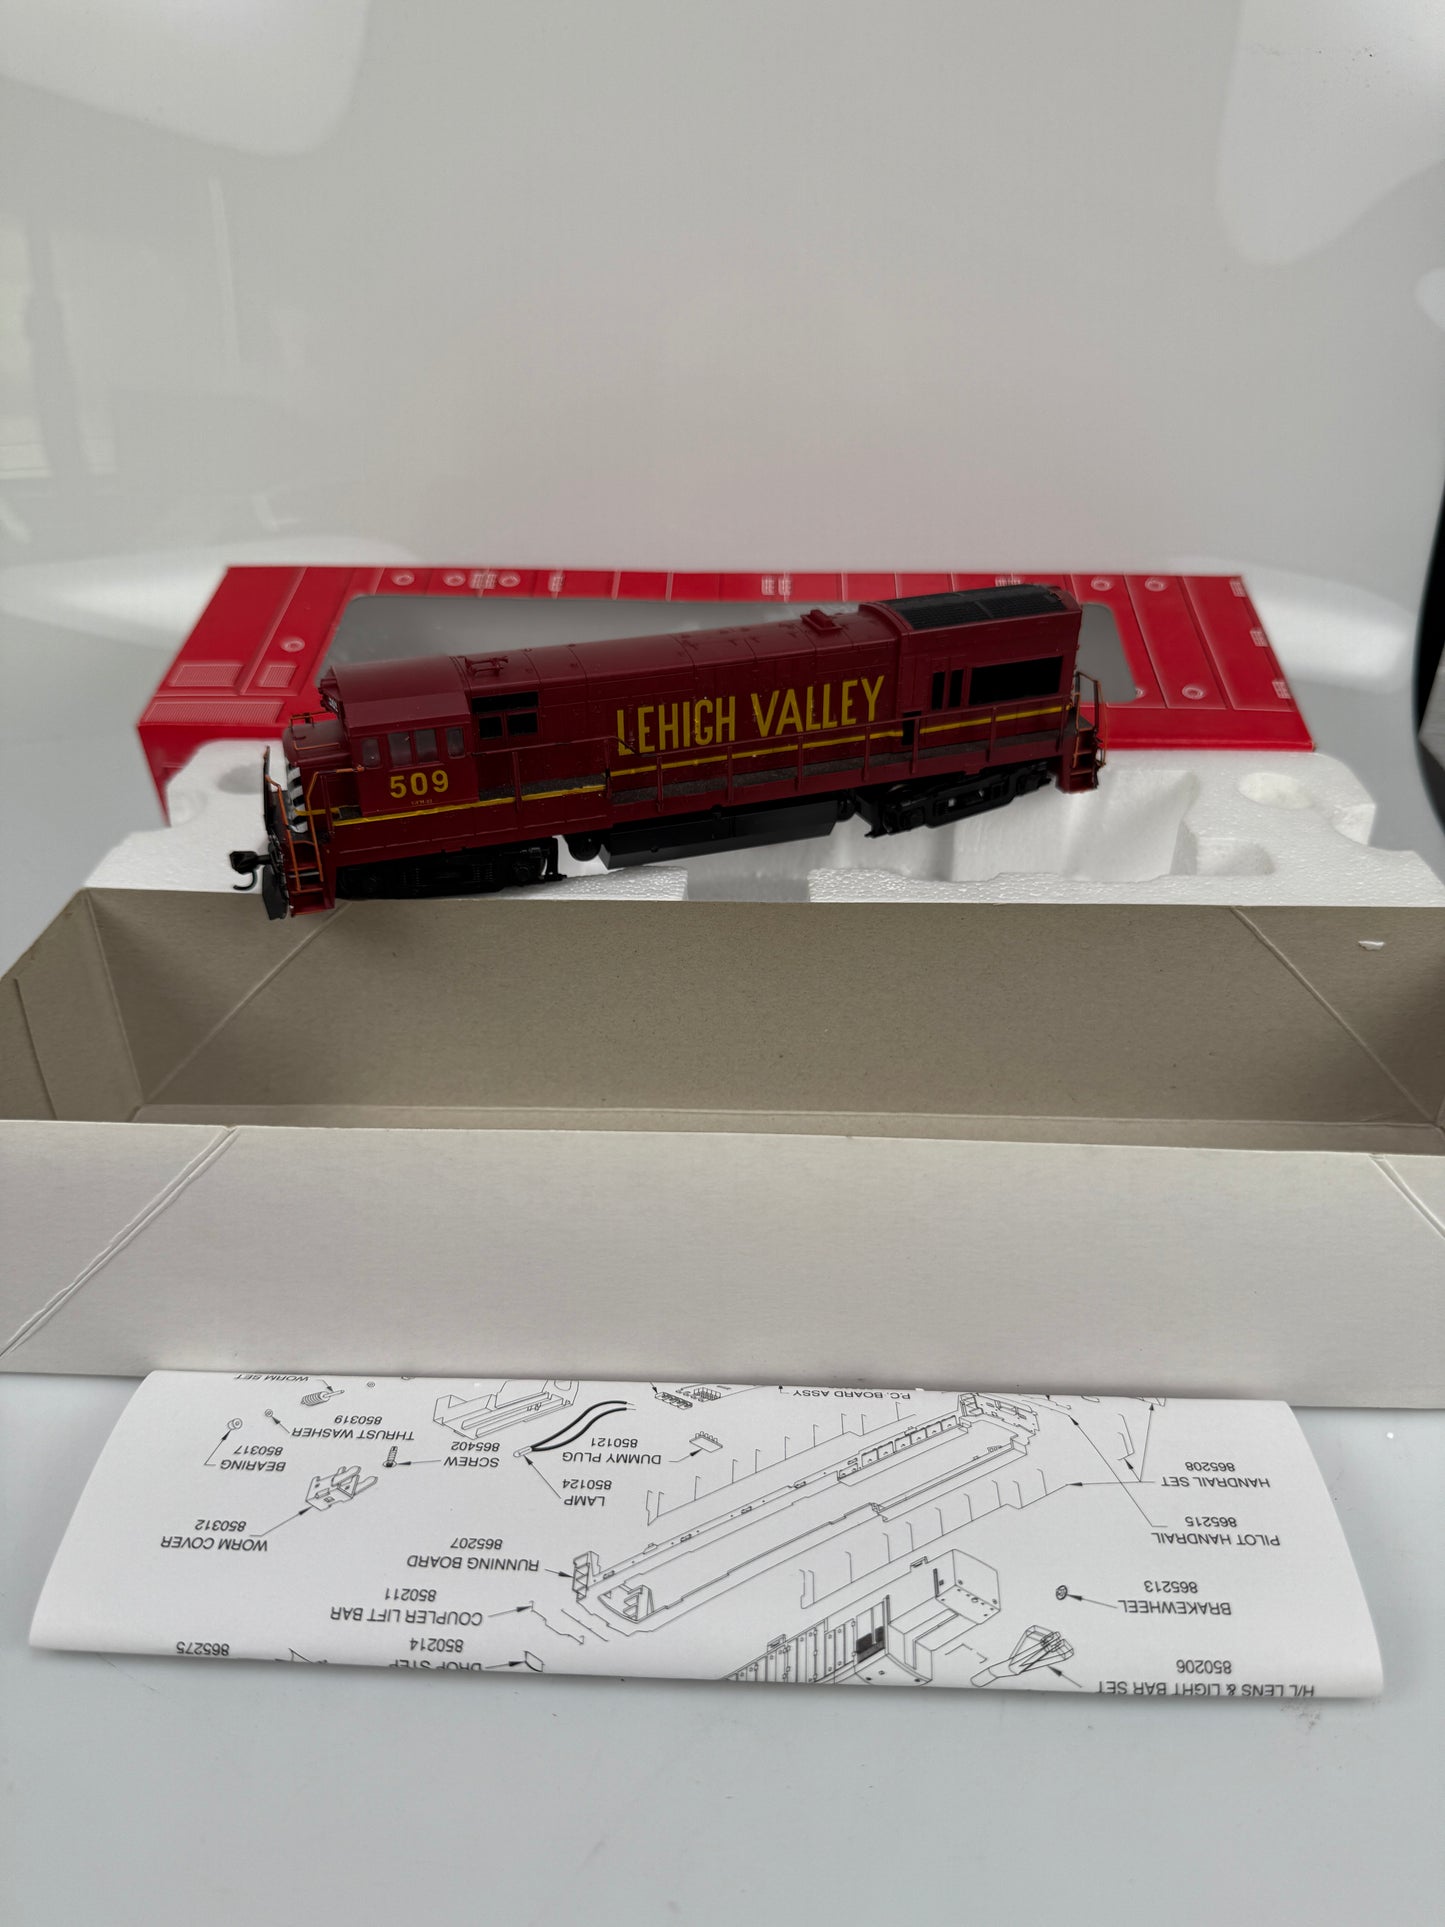 LEHIGH VALLEY
509
H/L LENS & LIGHT BAR SET
850206
BRAKEWHEEL
865213
PILOT HANDRAIL
865215
HANDRAIL SET
865208
DROP STEP
850214
865275
COUPLER LIFT BAR
850211
RUNNING BOARD
865207
WORM COVER
850312
LAMP
850124
DUMMY PLUG
850121
SCREW
865402
BEARING
850317
THRUST WASHER
850319
P.C. BOARD ASSY
WORM SET